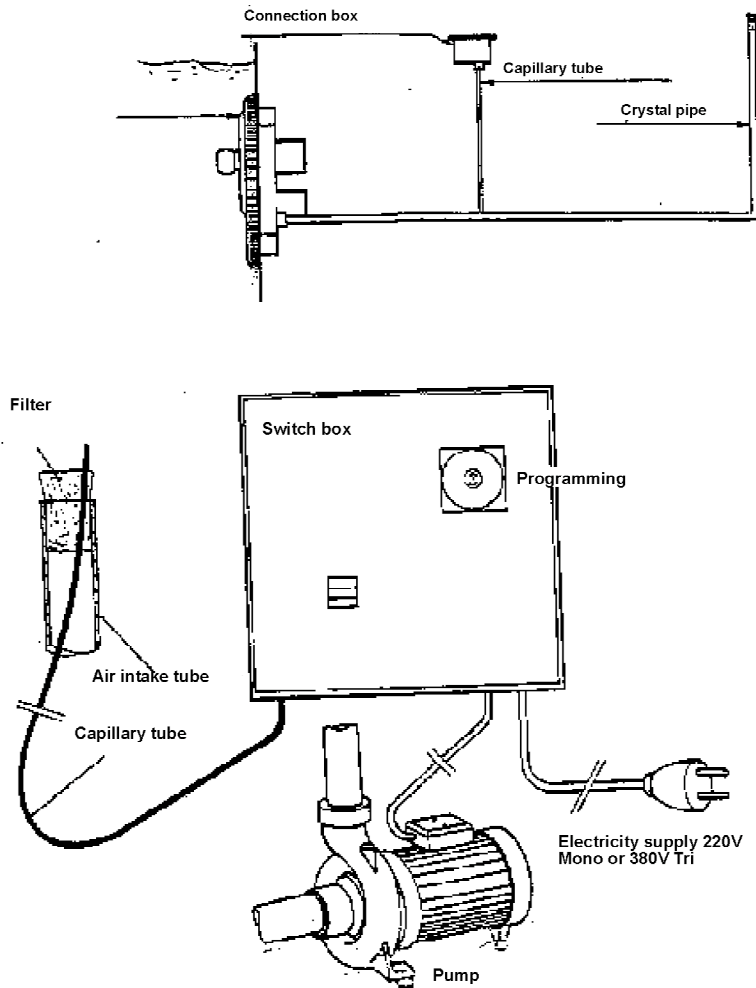 Connection box
Capillary tube
Crystal pipe
Filter
Switch box
Programming
Air intake tube
Capillary tube
Electricity supply 220V
Mono or 380V Tri
Pump